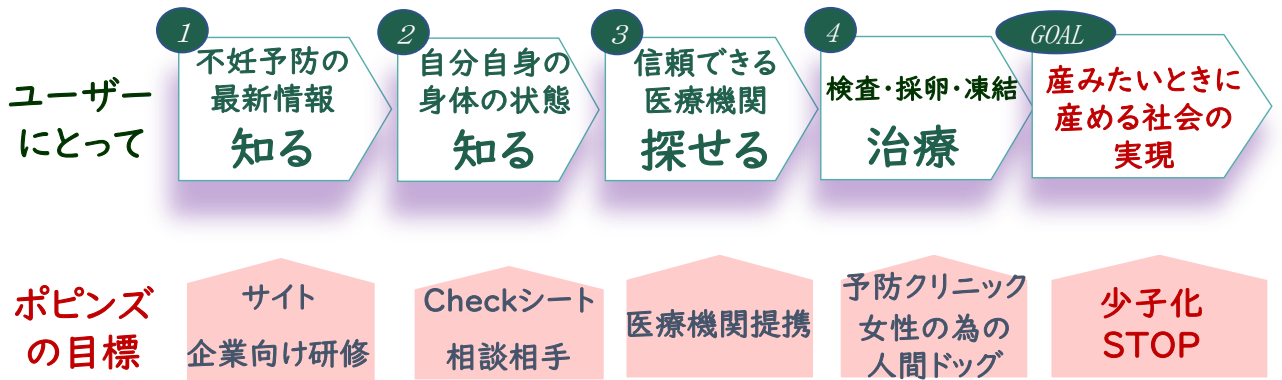 ユーザー
にとって
1
不妊予防の
最新情報
知る
2
自分自身の
身体の状態
知る
3
信頼できる
医療機関
探せる
4
検査・採卵・凍結
治療
GOAL
産みたいときに
産める社会の
実現
ポピンズ
の目標
サイト
企業向け研修
Checkシート
相談相手
医療機関提携
予防クリニック
女性の為の
人間ドッグ
少子化
STOP